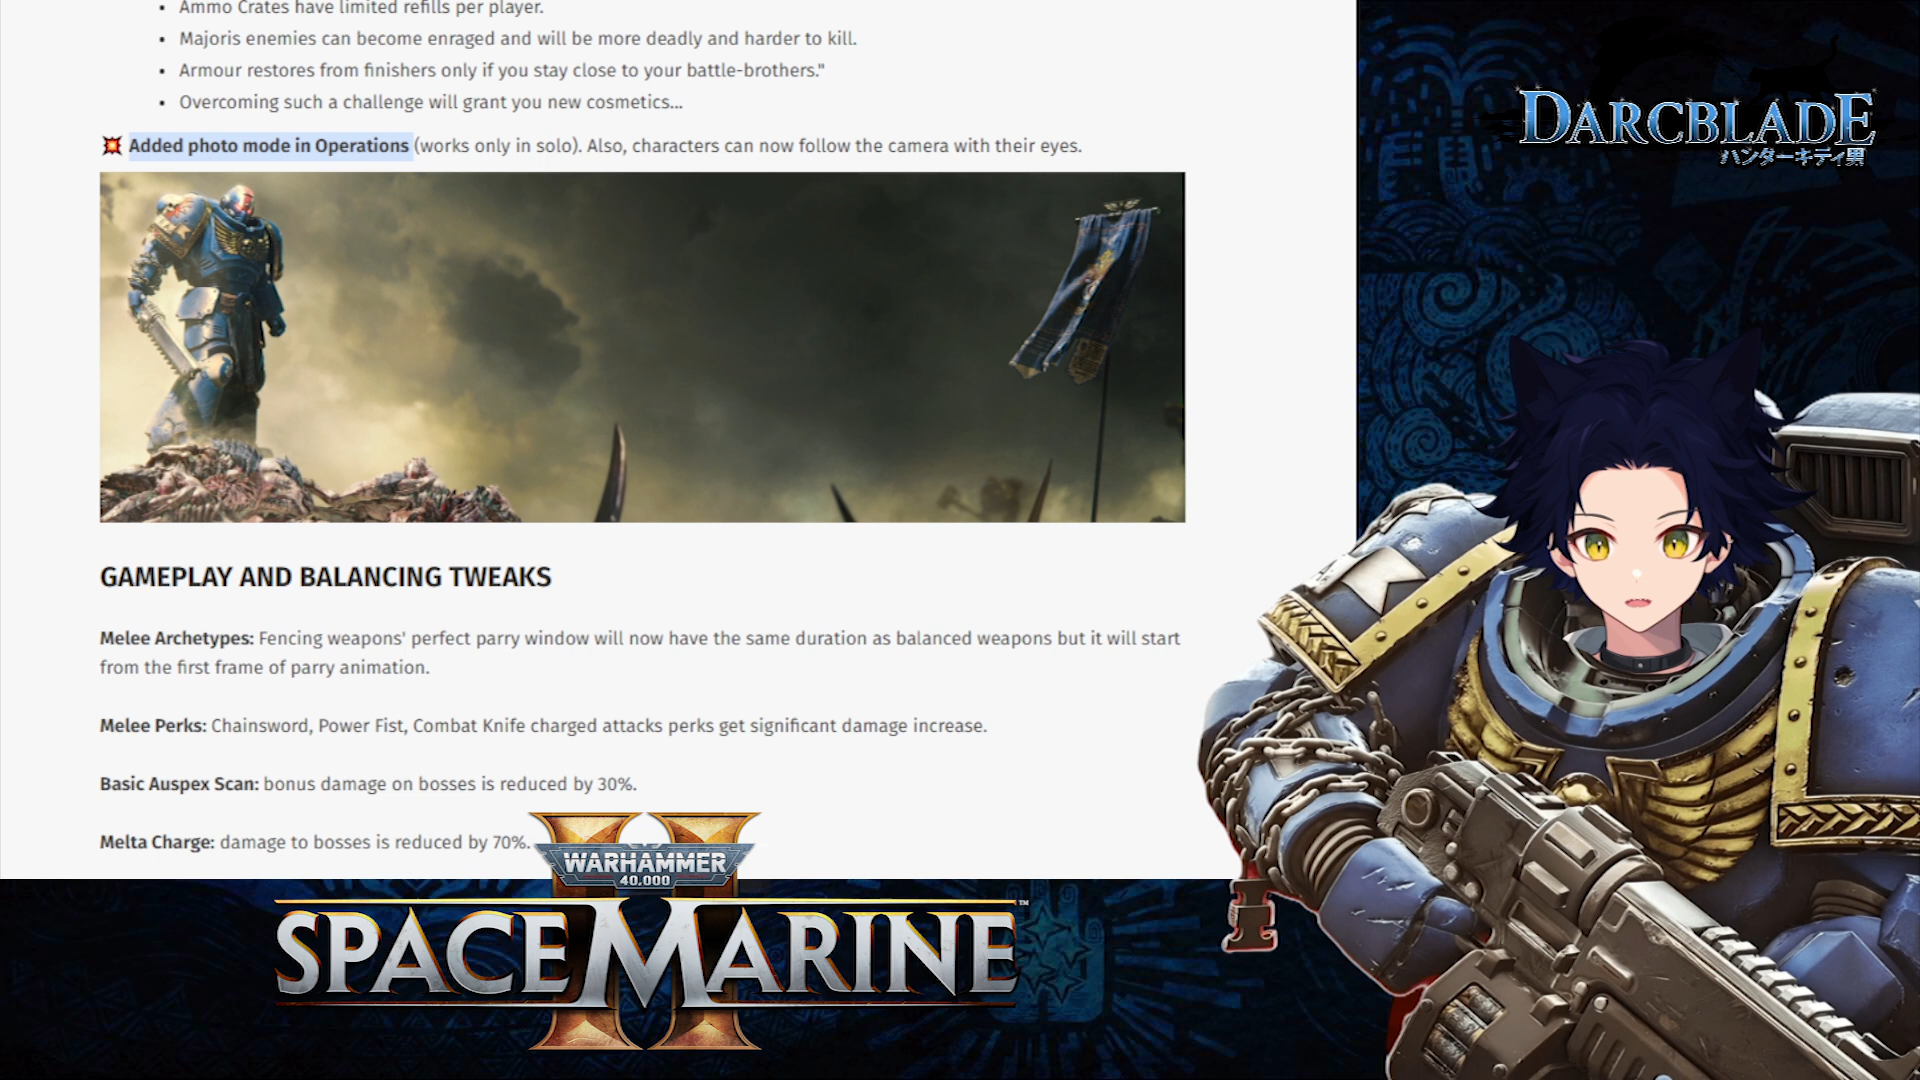 • Ammo Crates have limited refills per player.
• Majoris enemies can become enraged and will be more deadly and harder to kill.
• Armour restores from finishers only if you stay close to your battle-brothers."
• Overcoming such a challenge will grant you new cosmetics...
💥 Added photo mode in Operations (works only in solo). Also, characters can now follow the camera with their eyes.
GAMEPLAY AND BALANCING TWEAKS
Melee Archetypes: Fencing weapons' perfect parry window will now have the same duration as balanced weapons but it will start
from the first frame of parry animation.
Melee Perks: Chainsword, Power Fist, Combat Knife charged attacks perks get significant damage increase.
Basic Auspex Scan: bonus damage on bosses is reduced by 30%.
Melta Charge: damage to bosses is reduced by 70%.
WARHAMMER
40,000
SPACE MARINE
II
™
DARCBLADE
ハンターキティ黒